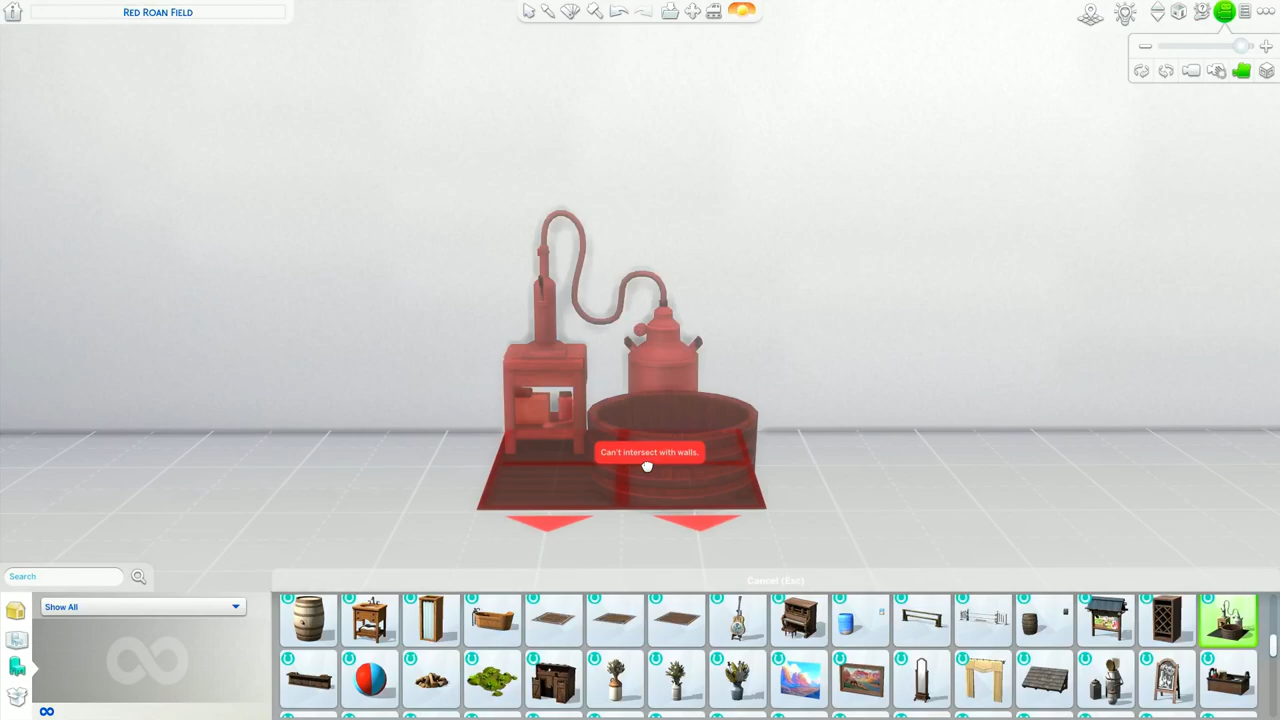 RED ROAN FIELD
Can't intersect with walls.
Search
Cancel (Esc)
Show All